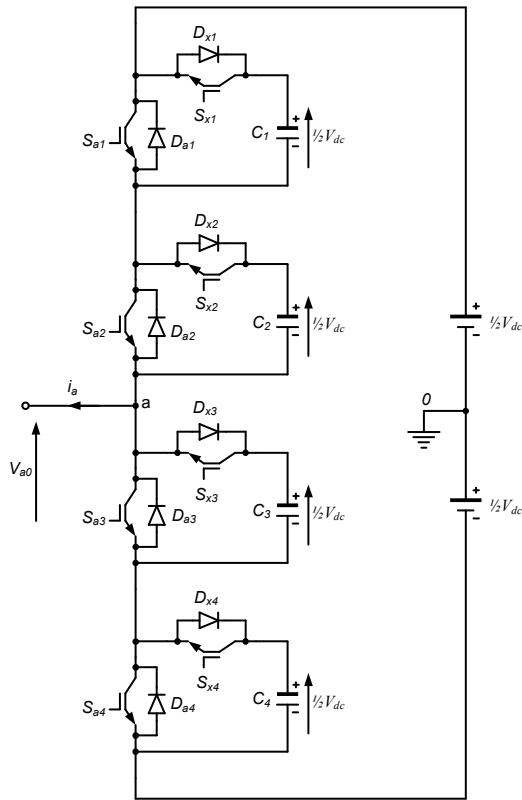 Dx1
Sx1
Sa1
Da1
C1
+
-
½Vdc
Dx2
Sx2
Sa2
Da2
C2
+
-
½Vdc
+
-
½Vdc
ia
a
0
Va0
Dx3
Sx3
Sa3
Da3
C3
+
-
½Vdc
+
-
½Vdc
Dx4
Sx4
Sa4
Da4
C4
+
-
½Vdc